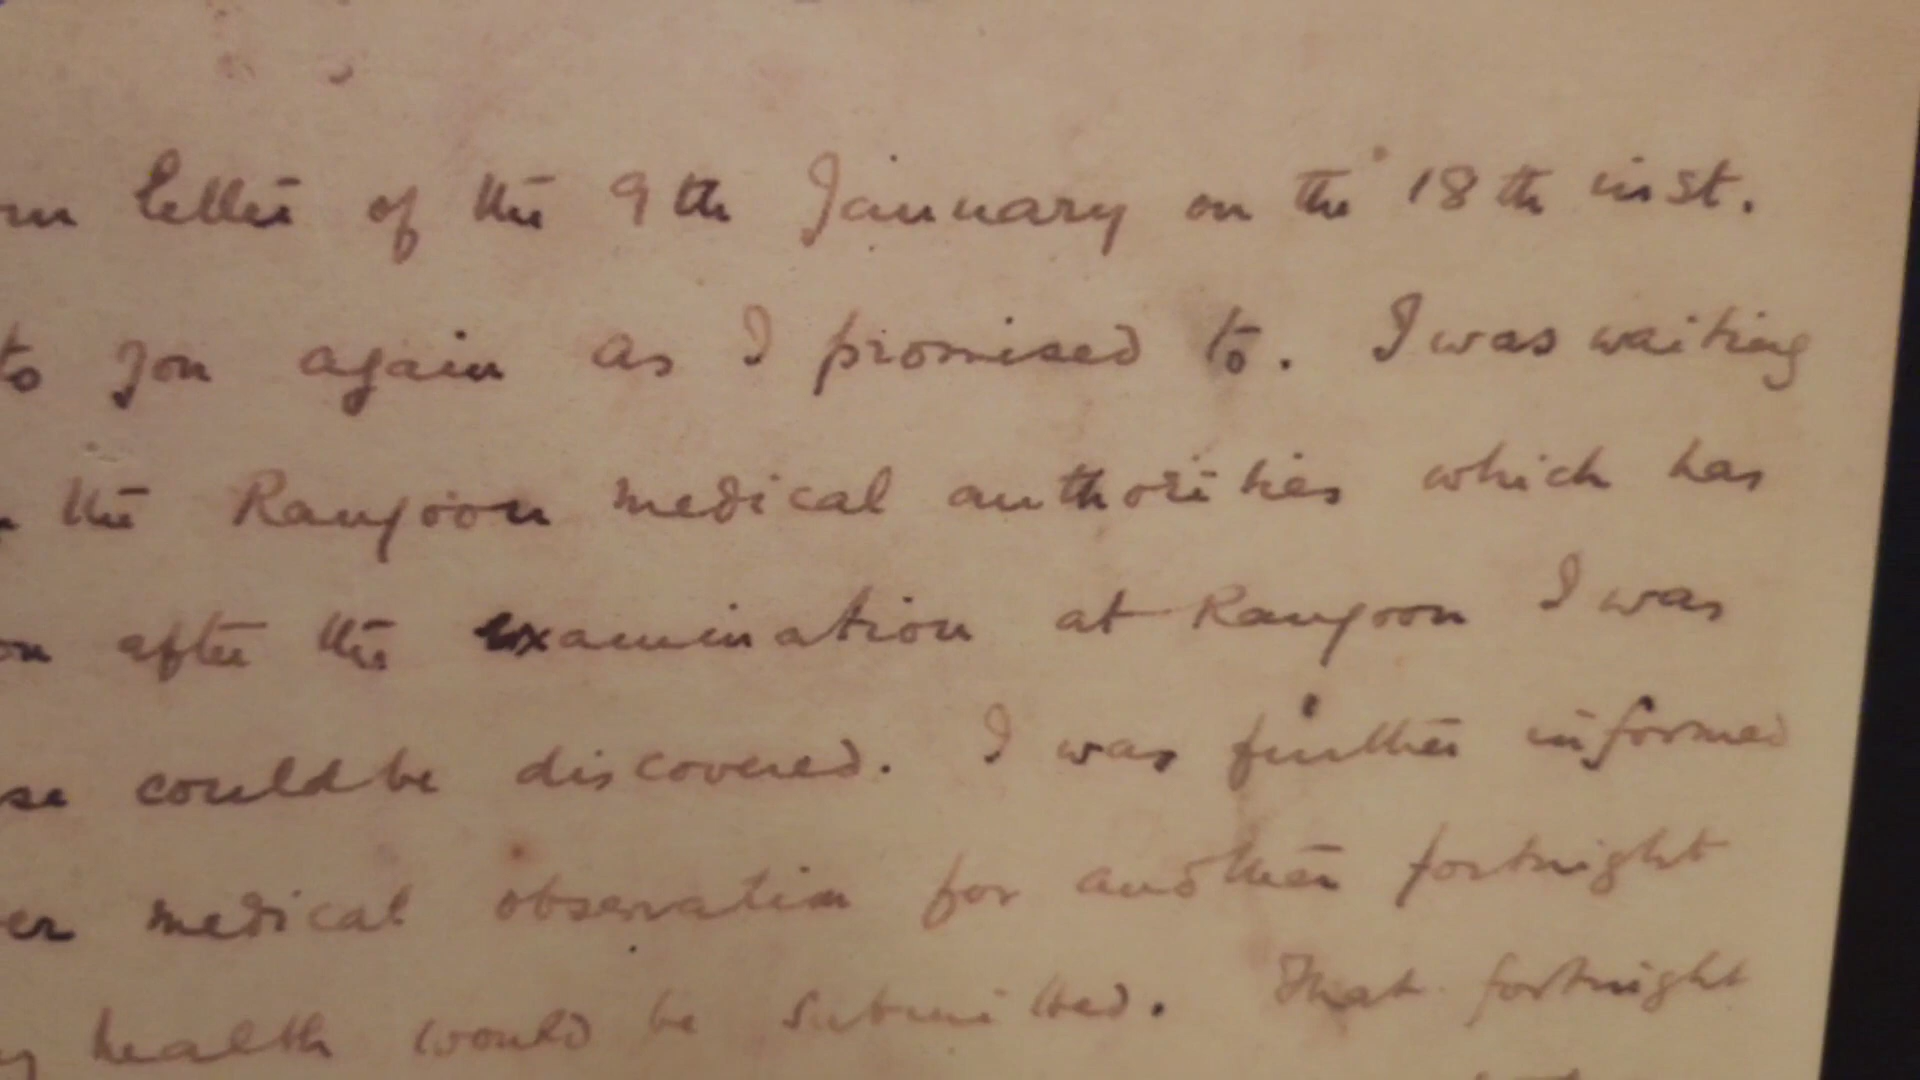 letter of the 9th January on the 18th inst.
to you again as I promised to. I was waiting
the Rangoon medical authorities which has
after the examination at Rangoon I was
se could be discovered. I was further informed
er medical observation for another fortnight
health would be submitted. That fortnight